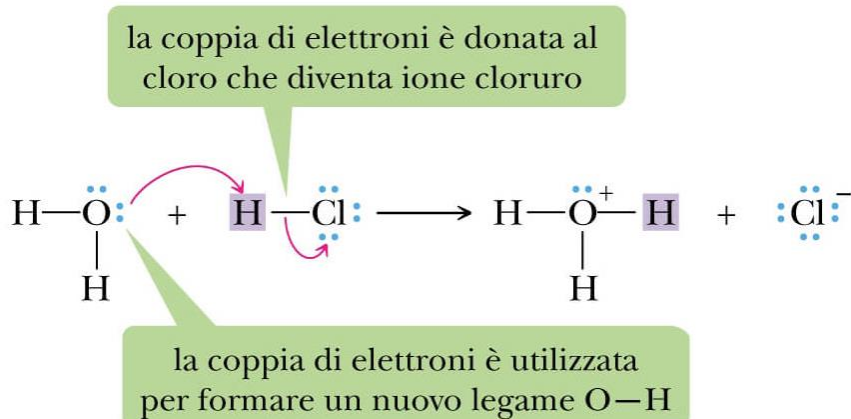 la coppia di elettroni è donata al
cloro che diventa ione cloruro
H—O + H—Cl ⟶ H—O⁺—H + Cl⁻
H H
la coppia di elettroni è utilizzata
per formare un nuovo legame O—H